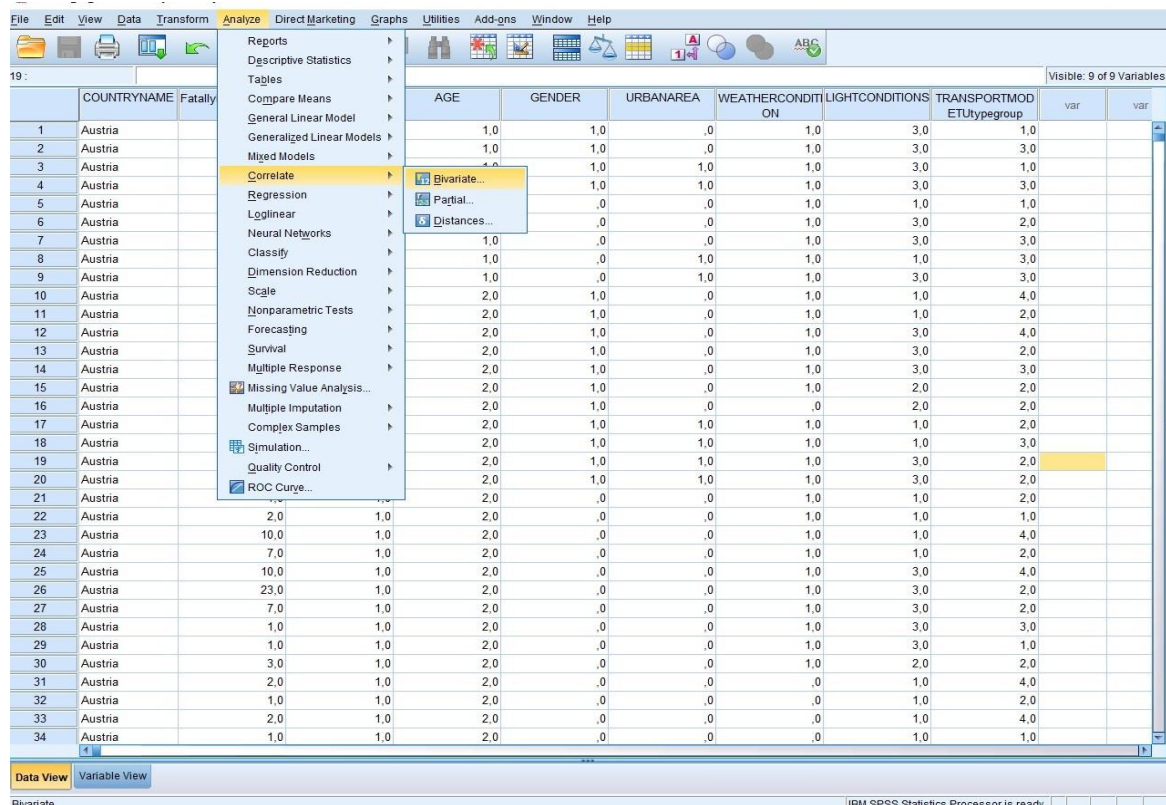 File Edit View Data Transform Analyze Direct Marketing Graphs Utilities Add-ons Window Help
Reports
Descriptive Statistics
Tables
Compare Means
General Linear Model
Generalized Linear Models
Mixed Models
Correlate
Regression
Loglinear
Neural Networks
Classify
Dimension Reduction
Scale
Nonparametric Tests
Forecasting
Survival
Multiple Response
Missing Value Analysis...
Multiple Imputation
Complex Samples
Simulation...
Quality Control
ROC Curve...
Bivariate...
Partial...
Distances...
A
14
ABC
19 : Visible: 9 of 9 Variables
COUNTRYNAME Fatally AGE GENDER URBANAREA WEATHERCONDITI LIGHTCONDITIONS TRANSPORTMOD var var
ON ETUtypegroup
1 Austria 1,0 1,0 ,0 1,0 3,0 1,0
2 Austria 1,0 1,0 ,0 1,0 3,0 3,0
3 Austria 1,0 1,0 1,0 3,0 1,0
4 Austria 1,0 1,0 1,0 3,0 3,0
5 Austria ,0 ,0 1,0 1,0 1,0
6 Austria ,0 ,0 1,0 3,0 2,0
7 Austria 1,0 ,0 ,0 1,0 3,0 3,0
8 Austria 1,0 ,0 1,0 1,0 1,0 3,0
9 Austria 1,0 ,0 1,0 1,0 3,0 3,0
10 Austria 2,0 1,0 ,0 1,0 1,0 4,0
11 Austria 2,0 1,0 ,0 1,0 1,0 2,0
12 Austria 2,0 1,0 ,0 1,0 3,0 4,0
13 Austria 2,0 1,0 ,0 1,0 3,0 2,0
14 Austria 2,0 1,0 ,0 1,0 3,0 3,0
15 Austria 2,0 1,0 ,0 1,0 2,0 2,0
16 Austria 2,0 1,0 ,0 ,0 2,0 2,0
17 Austria 2,0 1,0 1,0 1,0 1,0 2,0
18 Austria 2,0 1,0 1,0 1,0 1,0 3,0
19 Austria 2,0 1,0 1,0 1,0 3,0 2,0
20 Austria 2,0 1,0 1,0 1,0 3,0 2,0
21 Austria 2,0 ,0 ,0 1,0 1,0 2,0
22 Austria 2,0 1,0 2,0 ,0 ,0 1,0 1,0 1,0
23 Austria 10,0 1,0 2,0 ,0 ,0 1,0 1,0 4,0
24 Austria 7,0 1,0 2,0 ,0 ,0 1,0 1,0 2,0
25 Austria 10,0 1,0 2,0 ,0 ,0 1,0 3,0 4,0
26 Austria 23,0 1,0 2,0 ,0 ,0 1,0 3,0 2,0
27 Austria 7,0 1,0 2,0 ,0 ,0 1,0 3,0 2,0
28 Austria 1,0 1,0 2,0 ,0 ,0 1,0 3,0 3,0
29 Austria 1,0 1,0 2,0 ,0 ,0 1,0 3,0 1,0
30 Austria 3,0 1,0 2,0 ,0 ,0 1,0 2,0 2,0
31 Austria 2,0 1,0 2,0 ,0 ,0 ,0 1,0 4,0
32 Austria 1,0 1,0 2,0 ,0 ,0 ,0 1,0 2,0
33 Austria 2,0 1,0 2,0 ,0 ,0 ,0 1,0 4,0
34 Austria 1,0 1,0 2,0 ,0 ,0 ,0 1,0 1,0
Data View Variable View
Bivariate IBM SPSS Statistics Processor is ready